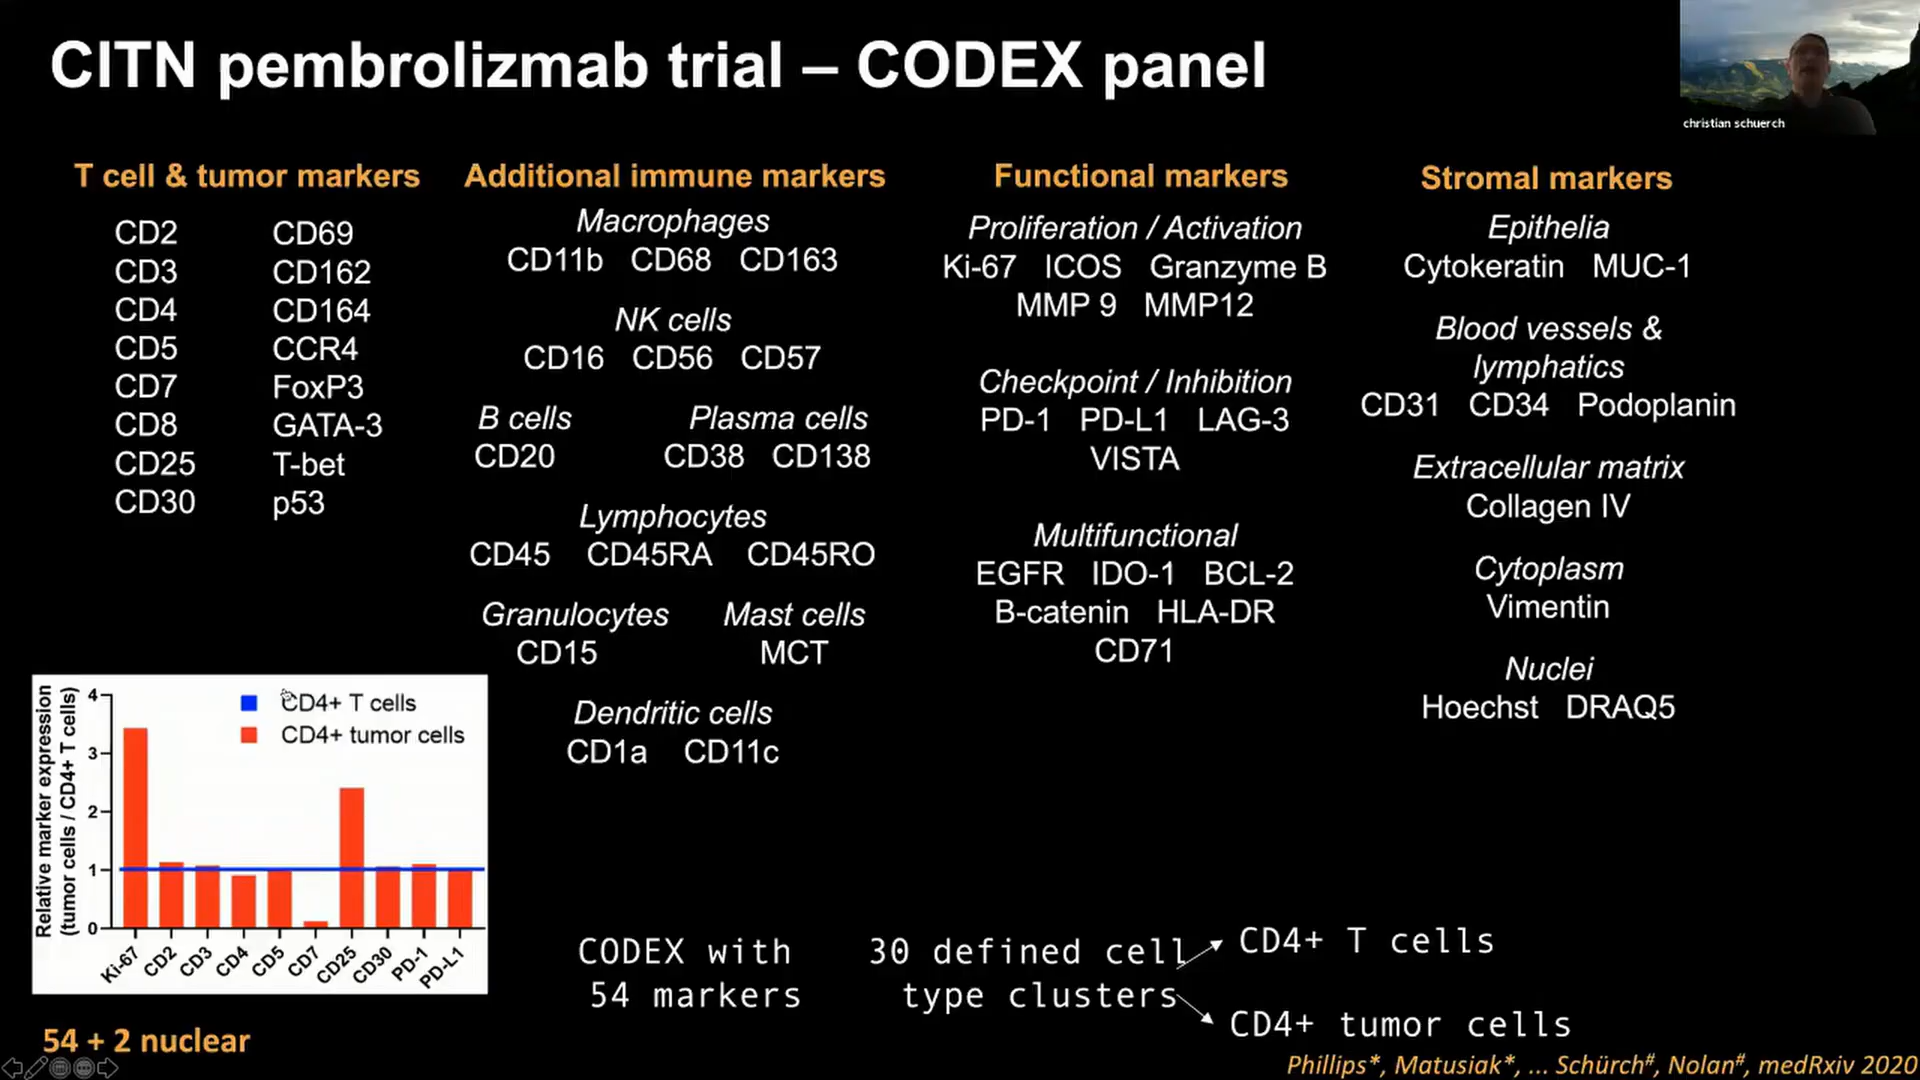 CITN pembrolizmab trial – CODEX panel
christian schuerch
T cell & tumor markers
CD2 CD69
CD3 CD162
CD4 CD164
CD5 CCR4
CD7 FoxP3
CD8 GATA-3
CD25 T-bet
CD30 p53
Additional immune markers
Macrophages
CD11b CD68 CD163
NK cells
CD16 CD56 CD57
B cells Plasma cells
CD20 CD38 CD138
Lymphocytes
CD45 CD45RA CD45RO
Granulocytes Mast cells
CD15 MCT
Dendritic cells
CD1a CD11c
Functional markers
Proliferation / Activation
Ki-67 ICOS Granzyme B
MMP 9 MMP12
Checkpoint / Inhibition
PD-1 PD-L1 LAG-3
VISTA
Multifunctional
EGFR IDO-1 BCL-2
B-catenin HLA-DR
CD71
Stromal markers
Epithelia
Cytokeratin MUC-1
Blood vessels &
lymphatics
CD31 CD34 Podoplanin
Extracellular matrix
Collagen IV
Cytoplasm
Vimentin
Nuclei
Hoechst DRAQ5
Relative marker expression
(tumor cells / CD4+ T cells)
4
3
2
1
0
CD4+ T cells
CD4+ tumor cells
Ki-67 CD2 CD3 CD4 CD5 CD7 CD25 CD30 PD-1 PD-L1
54 + 2 nuclear
CODEX with
54 markers
30 defined cell
type clusters
CD4+ T cells
CD4+ tumor cells
Phillips*, Matusiak*, ... Schürch#, Nolan#, medRxiv 2020